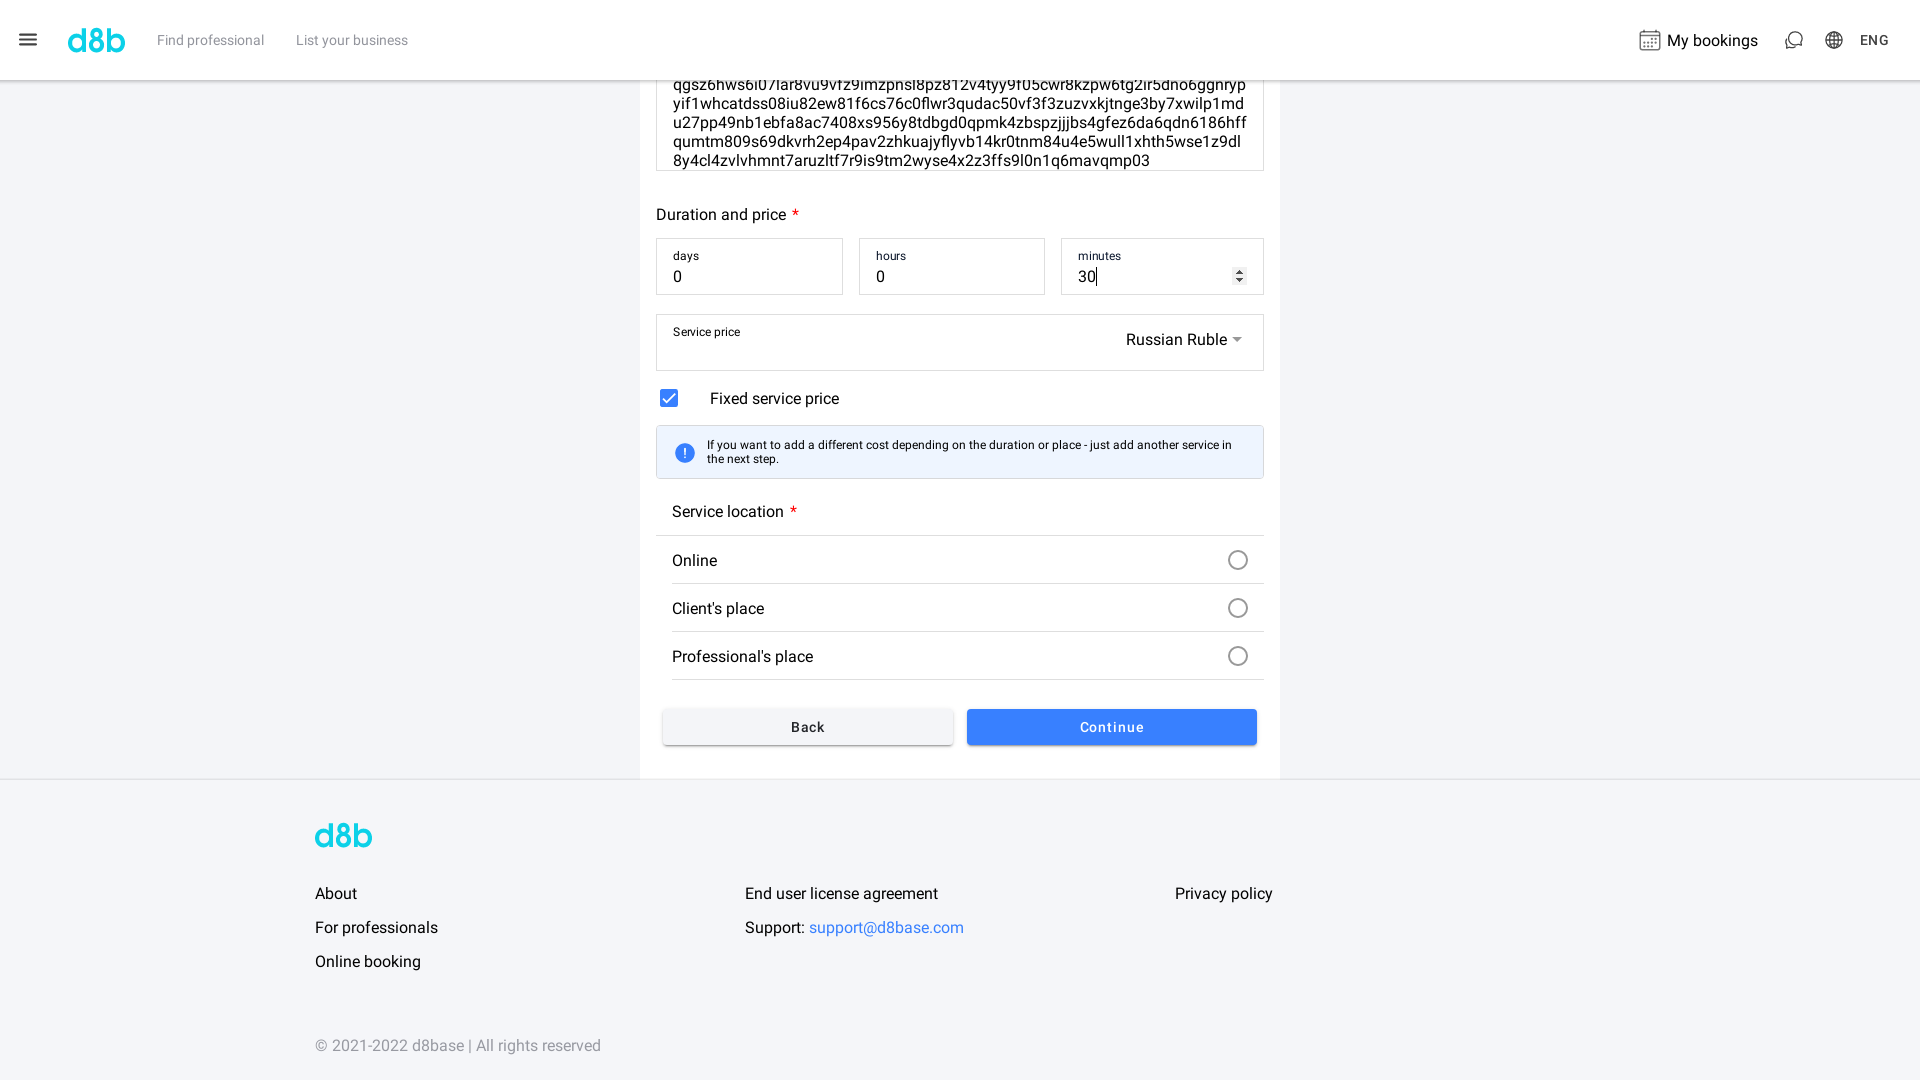 d8b
Find professional
List your business
My bookings
ENG
qgsz6hws6l07lar8vu9vfz9imzpnsl8pz812v4tyy9f05cwr8kzpw6tg2ir5dno6ggnryp
yif1whcatdss08iu82ew81f6cs76c0flwr3qudac50vf3f3zuzvxkjtnge3by7xwilp1md
u27pp49nb1ebfa8ac7408xs956y8tdbgd0qpmk4zbspzjjjbs4gfez6da6qdn6186hff
qumtm809s69dkvrh2ep4pav2zhkuajyflyvb14kr0tnm84u4e5wull1xhth5wse1z9dl
8y4cl4zvlvhmnt7aruzltf7r9is9tm2wyse4x2z3ffs9l0n1q6mavqmp03
Duration and price *
days
0
hours
0
minutes
30
Service price
Russian Ruble
Fixed service price
If you want to add a different cost depending on the duration or place - just add another service in
the next step.
Service location *
Online
Client's place
Professional's place
Back
Continue
d8b
About
End user license agreement
Privacy policy
For professionals
Support: support@d8base.com
Online booking
© 2021-2022 d8base | All rights reserved